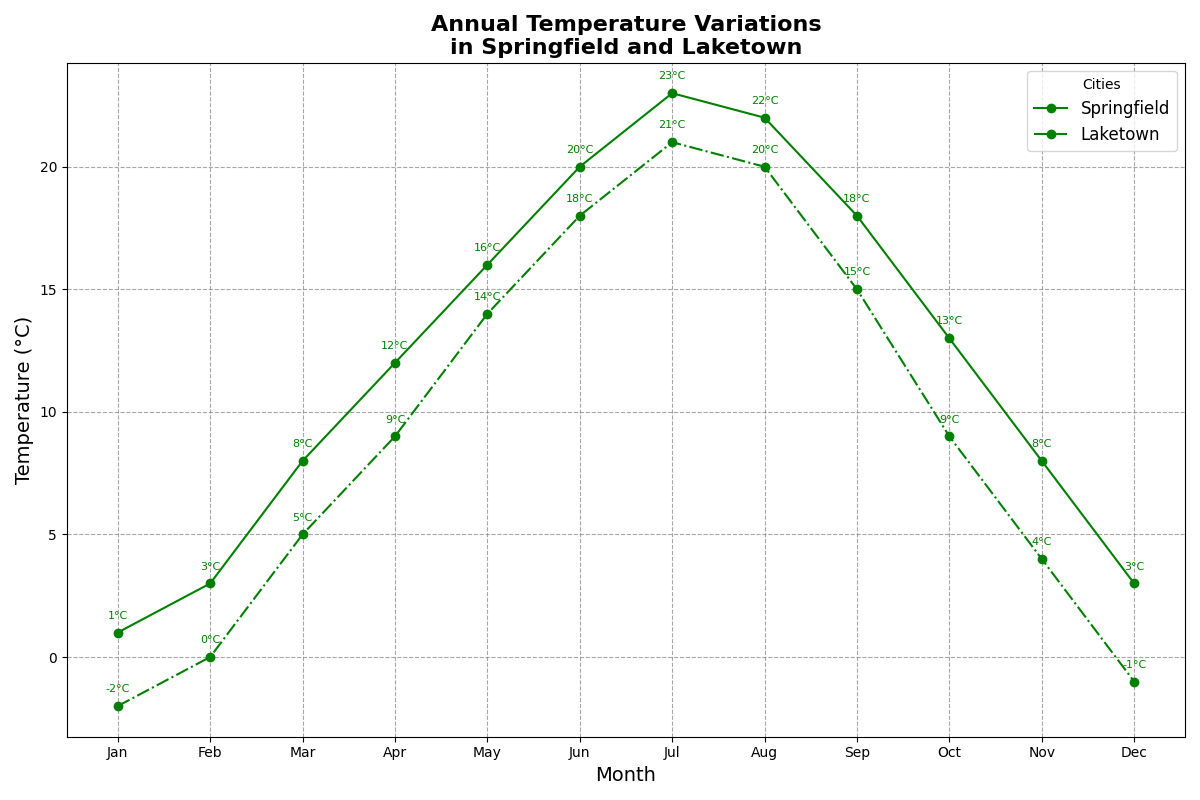 Annual Temperature Variations
in Springfield and Laketown
Cities
Springfield
Laketown
Temperature (°C)
20
15
10
5
0
1°C
3°C
8°C
12°C
16°C
20°C
23°C
22°C
18°C
13°C
8°C
3°C
-2°C
0°C
5°C
9°C
14°C
18°C
21°C
20°C
15°C
9°C
4°C
-1°C
Jan Feb Mar Apr May Jun Jul Aug Sep Oct Nov Dec
Month